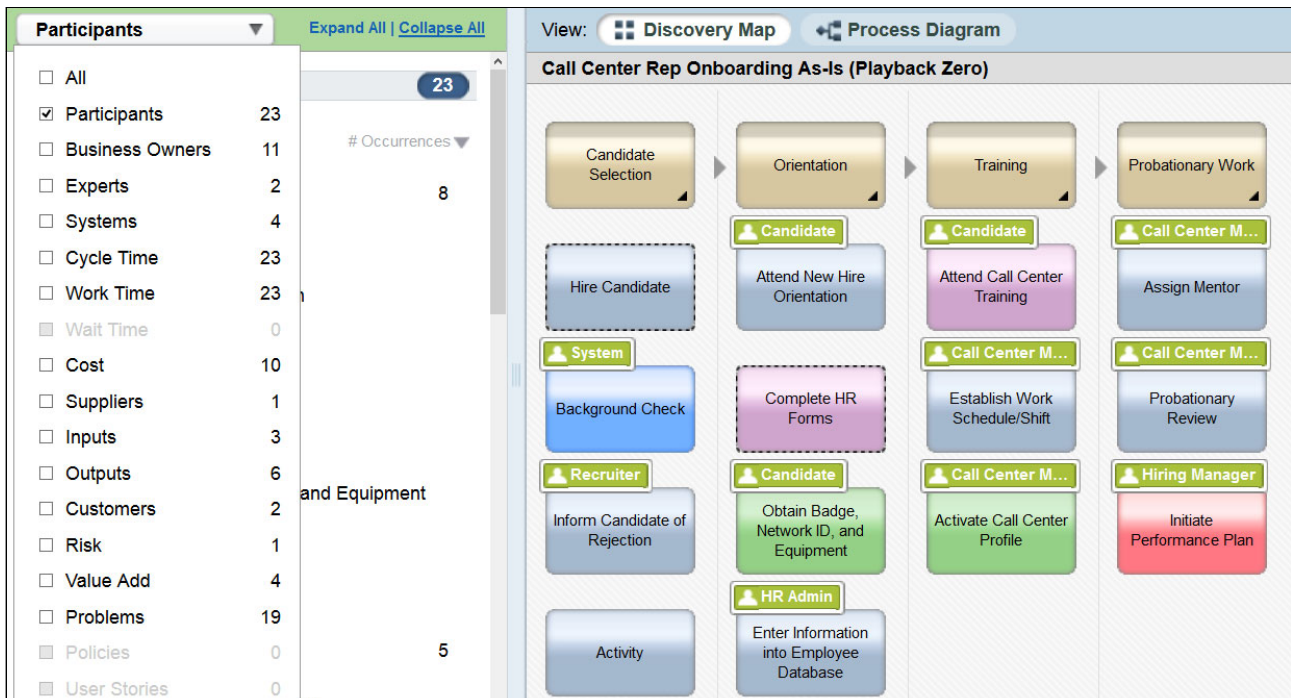 Participants
Expand All | Collapse All
All
Participants 23
Business Owners 11
Experts 2
Systems 4
Cycle Time 23
Work Time 23
Wait Time 0
Cost 10
Suppliers 1
Inputs 3
Outputs 6
Customers 2
Risk 1
Value Add 4
Problems 19
Policies 0
User Stories 0
23
# Occurrences
8
and Equipment
5
View: Discovery Map Process Diagram
Call Center Rep Onboarding As-Is (Playback Zero)
Candidate
Selection
Hire Candidate
System
Background Check
Recruiter
Inform Candidate of
Rejection
Activity
Orientation
Candidate
Attend New Hire
Orientation
Complete HR
Forms
Candidate
Obtain Badge,
Network ID, and
Equipment
HR Admin
Enter Information
into Employee
Database
Training
Candidate
Attend Call Center
Training
Call Center M...
Establish Work
Schedule/Shift
Call Center M...
Activate Call Center
Profile
Probationary Work
Call Center M...
Assign Mentor
Call Center M...
Probationary
Review
Hiring Manager
Initiate
Performance Plan